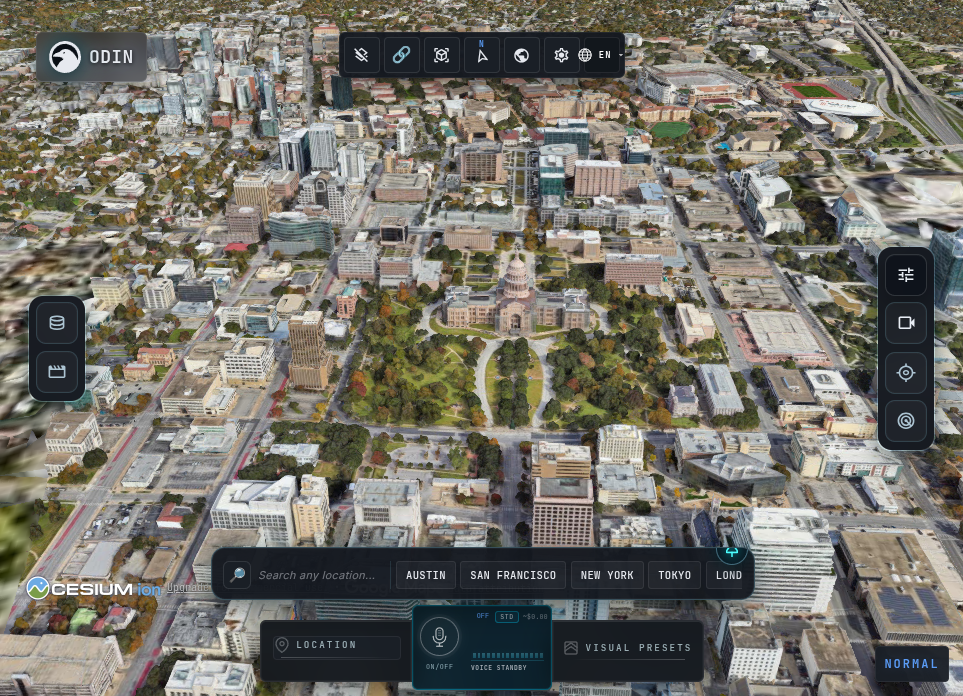 ODIN
N
EN
Search any location...
AUSTIN
SAN FRANCISCO
NEW YORK
TOKYO
LOND
CESIUM ion
Upgrade
OFF
STD
LOCATION
ON/OFF
VOICE STANDBY
VISUAL PRESETS
NORMAL